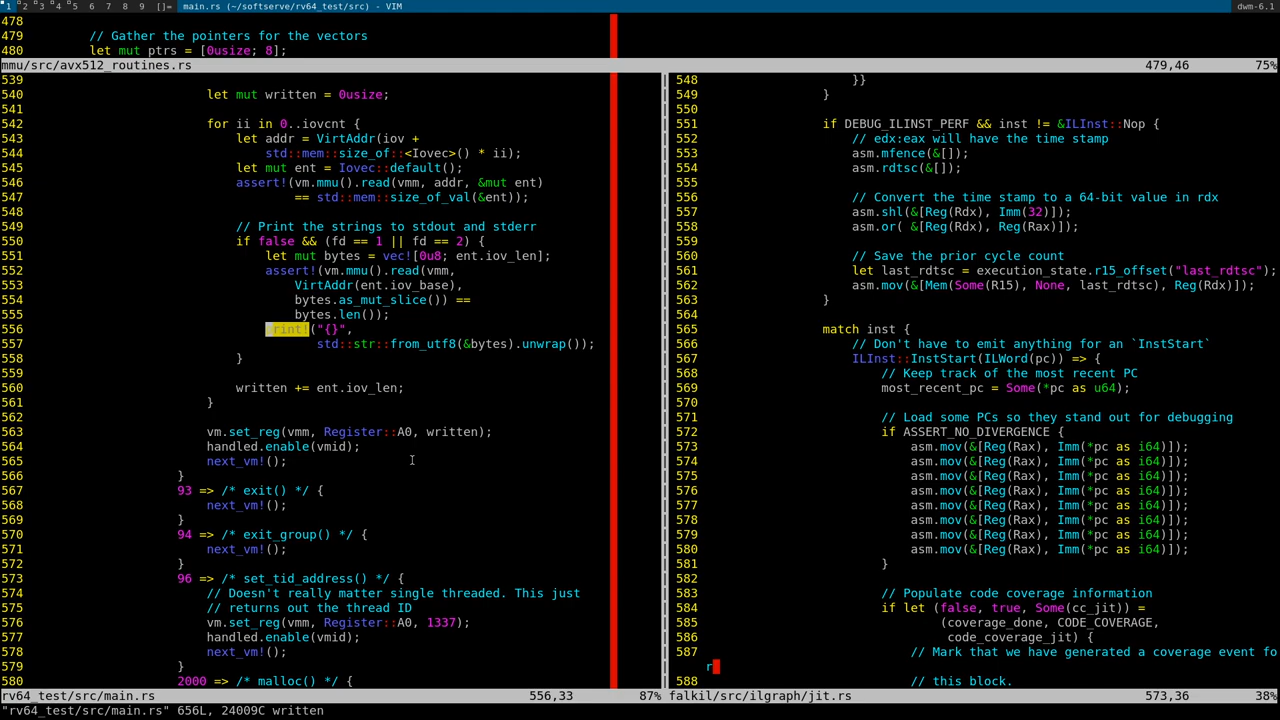 1 2 3 4 5 6 7 8 9 []= main.rs (~/softserve/rv64_test/src) - VIM dwm-6.1
478
479 // Gather the pointers for the vectors
480 let mut ptrs = [0usize; 8];
mmu/src/avx512_routines.rs 479,46 75%
539
540 let mut written = 0usize;
541
542 for ii in 0..iovcnt {
543 let addr = VirtAddr(iov +
544 std::mem::size_of::<Iovec>() * ii);
545 let mut ent = Iovec::default();
546 assert!(vm.mmu().read(vmm, addr, &mut ent)
547 == std::mem::size_of_val(&ent));
548
549 // Print the strings to stdout and stderr
550 if false && (fd == 1 || fd == 2) {
551 let mut bytes = vec![0u8; ent.iov_len];
552 assert!(vm.mmu().read(vmm,
553 VirtAddr(ent.iov_base),
554 bytes.as_mut_slice()) ==
555 bytes.len());
556 print!("{}",
557 std::str::from_utf8(&bytes).unwrap());
558 }
559
560 written += ent.iov_len;
561 }
562
563 vm.set_reg(vmm, Register::A0, written);
564 handled.enable(vmid);
565 next_vm!();
566 }
567 93 => /* exit() */ {
568 next_vm!();
569 }
570 94 => /* exit_group() */ {
571 next_vm!();
572 }
573 96 => /* set_tid_address() */ {
574 // Doesn't really matter single threaded. This just
575 // returns out the thread ID
576 vm.set_reg(vmm, Register::A0, 1337);
577 handled.enable(vmid);
578 next_vm!();
579 }
580 2000 => /* malloc() */ {
rv64_test/src/main.rs 556,33 87%
548 }}
549 }
550
551 if DEBUG_ILINST_PERF && inst != &ILInst::Nop {
552 // edx:eax will have the time stamp
553 asm.mfence(&[]);
554 asm.rdtsc(&[]);
555
556 // Convert the time stamp to a 64-bit value in rdx
557 asm.shl(&[Reg(Rdx), Imm(32)]);
558 asm.or( &[Reg(Rdx), Reg(Rax)]);
559
560 // Save the prior cycle count
561 let last_rdtsc = execution_state.r15_offset("last_rdtsc");
562 asm.mov(&[Mem(Some(R15), None, last_rdtsc), Reg(Rdx)]);
563 }
564
565 match inst {
566 // Don't have to emit anything for an `InstStart`
567 ILInst::InstStart(ILWord(pc)) => {
568 // Keep track of the most recent PC
569 most_recent_pc = Some(*pc as u64);
570
571 // Load some PCs so they stand out for debugging
572 if ASSERT_NO_DIVERGENCE {
573 asm.mov(&[Reg(Rax), Imm(*pc as i64)]);
574 asm.mov(&[Reg(Rax), Imm(*pc as i64)]);
575 asm.mov(&[Reg(Rax), Imm(*pc as i64)]);
576 asm.mov(&[Reg(Rax), Imm(*pc as i64)]);
577 asm.mov(&[Reg(Rax), Imm(*pc as i64)]);
578 asm.mov(&[Reg(Rax), Imm(*pc as i64)]);
579 asm.mov(&[Reg(Rax), Imm(*pc as i64)]);
580 asm.mov(&[Reg(Rax), Imm(*pc as i64)]);
581 }
582
583 // Populate code coverage information
584 if let (false, true, Some(cc_jit)) =
585 (coverage_done, CODE_COVERAGE,
586 code_coverage_jit) {
587 // Mark that we have generated a coverage event fo
r
588 // this block.
falkil/src/ilgraph/jit.rs 573,36 38%
"rv64_test/src/main.rs" 656L, 24009C written